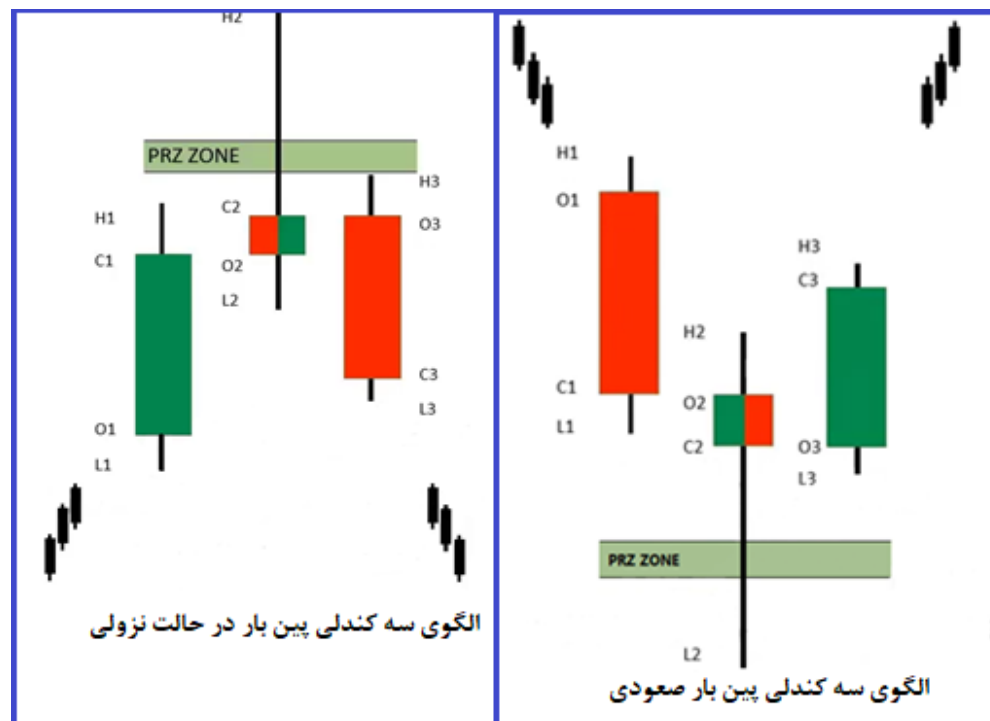 H2
PRZ ZONE
H1
C1
O1
L1
C2
O2
L2
H3
O3
C3
L3
الگوی سه کندلی پین بار در حالت نزولی
H1
O1
C1
L1
H2
O2
C2
H3
C3
O3
L3
PRZ ZONE
L2
الگوی سه کندلی پین بار صعودی